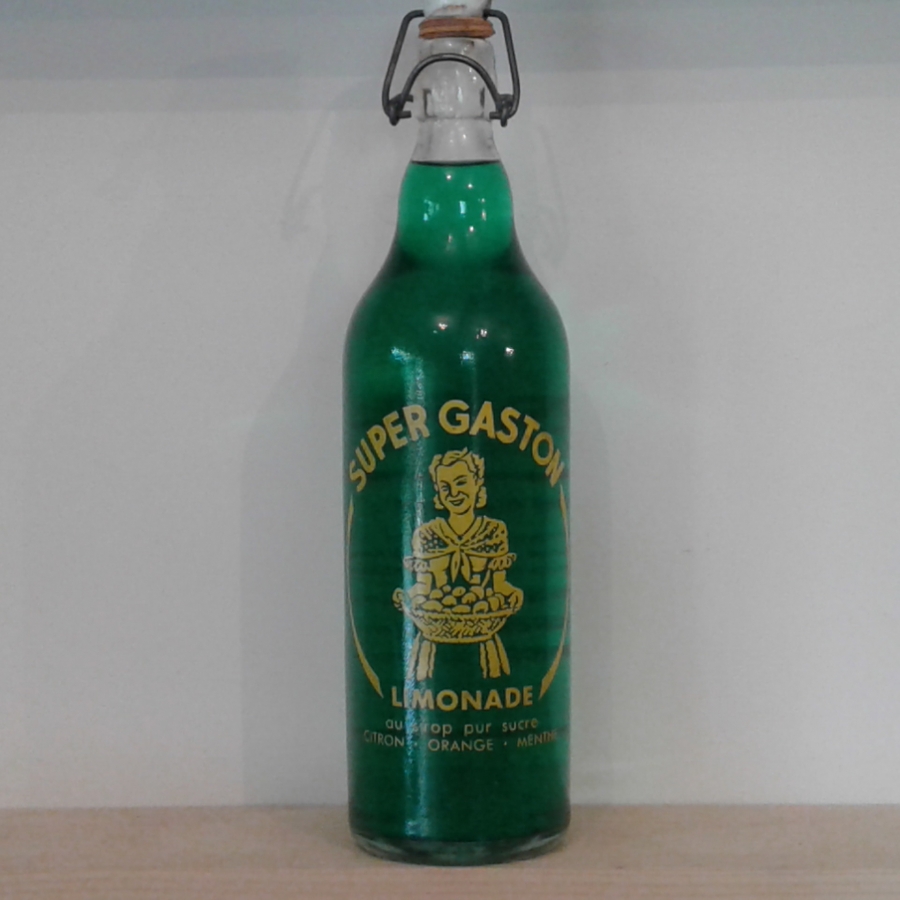 SUPER GASTON
LIMONADE
au sirop pur sucre
CITRON · ORANGE · MENTHE